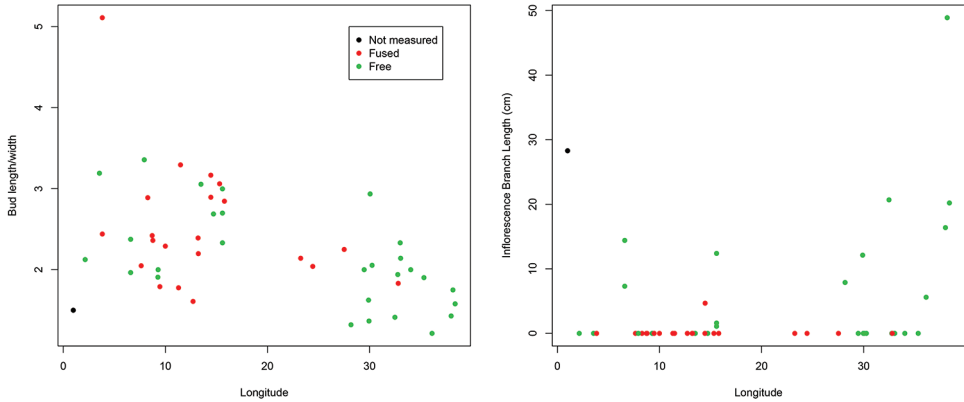 Bud length/width
5
4
3
2
Not measured
Fused
Free
0 10 20 30
Longitude
Inflorescence Branch Length (cm)
50
40
30
20
10
0
0 10 20 30
Longitude